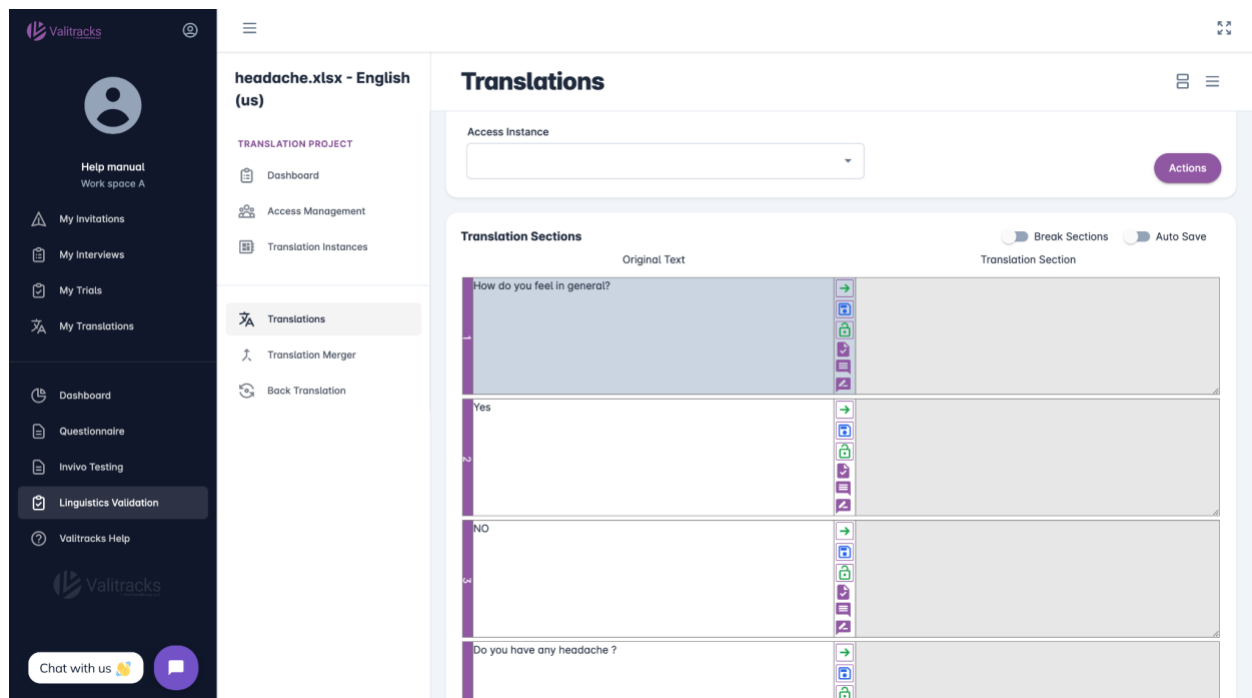 Valitracks
Help manual
Work space A
My Invitations
My Interviews
My Trials
My Translations
Dashboard
Questionnaire
Invivo Testing
Linguistics Validation
Valitracks Help
Valitracks
Chat with us 👋
headache.xlsx - English
(us)
TRANSLATION PROJECT
Dashboard
Access Management
Translation Instances
Translations
Translation Merger
Back Translation
Translations
Access Instance
Actions
Translation Sections
Break Sections
Auto Save
Original Text
Translation Section
1
How do you feel in general?
2
Yes
3
NO
Do you have any headache ?